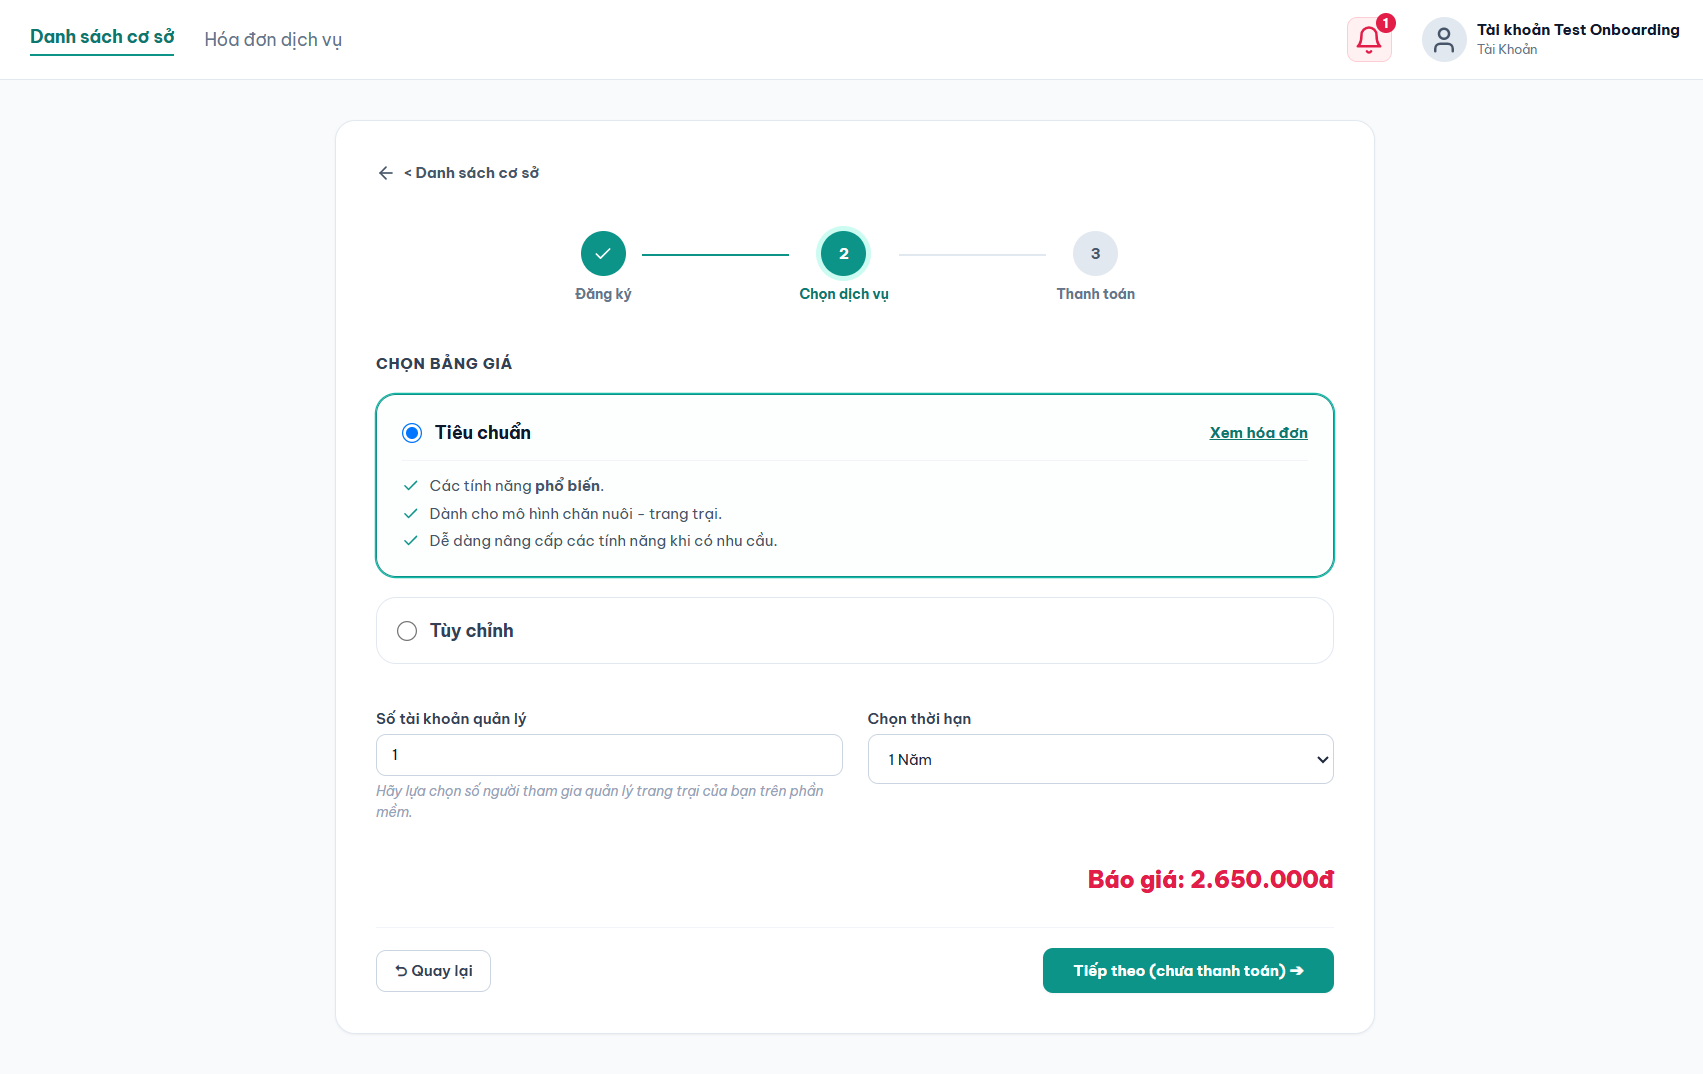 Danh sách cơ sở
Hóa đơn dịch vụ
1
Tài khoản Test Onboarding
Tài Khoản
< Danh sách cơ sở
2
3
Đăng ký
Chọn dịch vụ
Thanh toán
CHỌN BẢNG GIÁ
Tiêu chuẩn
Xem hóa đơn
Các tính năng phổ biến.
Dành cho mô hình chăn nuôi - trang trại.
Dễ dàng nâng cấp các tính năng khi có nhu cầu.
Tùy chỉnh
Số tài khoản quản lý
Chọn thời hạn
1
1 Năm
Hãy lựa chọn số người tham gia quản lý trang trại của bạn trên phần
mềm.
Báo giá: 2.650.000đ
⮌ Quay lại
Tiếp theo (chưa thanh toán) ➔